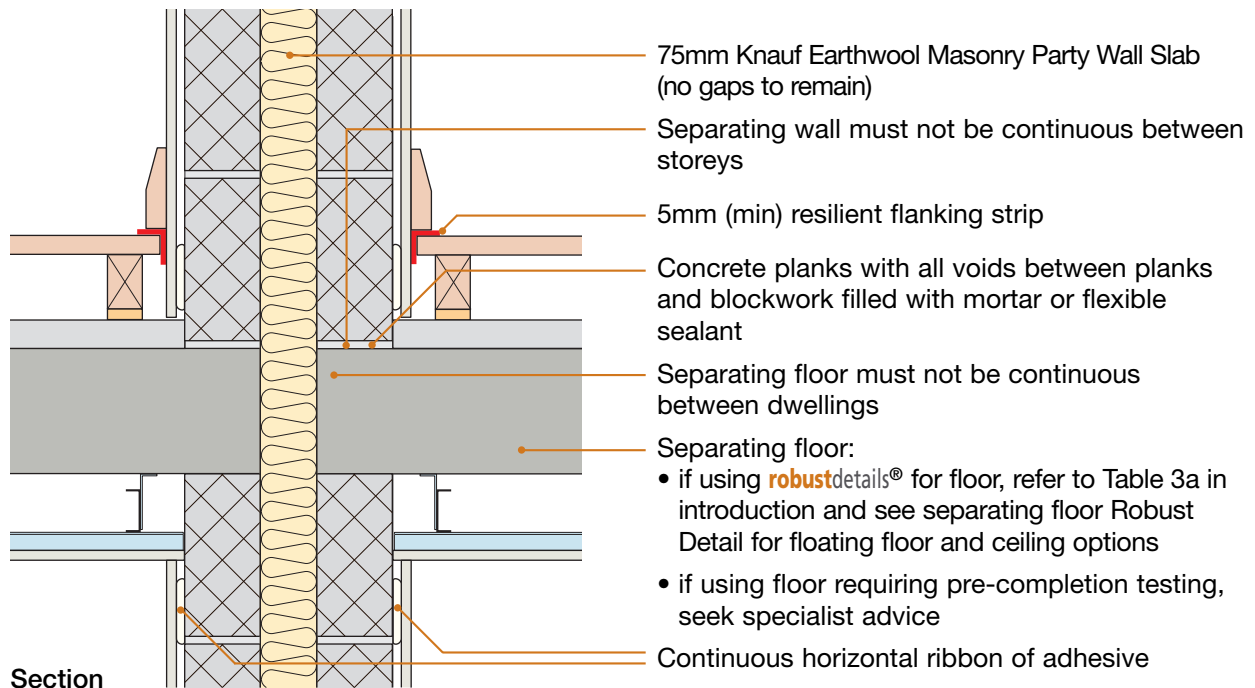 75mm Knauf Earthwool Masonry Party Wall Slab
(no gaps to remain)
Separating wall must not be continuous between
storeys
5mm (min) resilient flanking strip
Concrete planks with all voids between planks
and blockwork filled with mortar or flexible
sealant
Separating floor must not be continuous
between dwellings
Separating floor:
• if using robustdetails® for floor, refer to Table 3a in
introduction and see separating floor Robust
Detail for floating floor and ceiling options
• if using floor requiring pre-completion testing,
seek specialist advice
Continuous horizontal ribbon of adhesive
Section